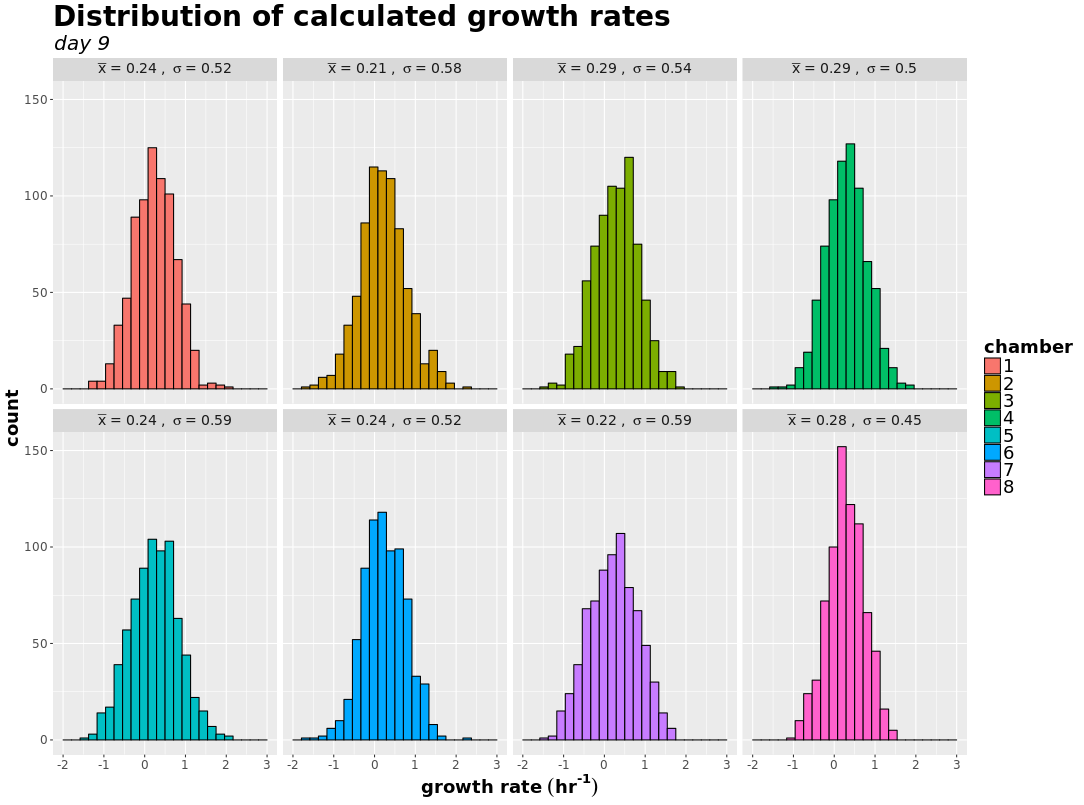 Distribution of calculated growth rates
day 9
x̅ = 0.24 , σ = 0.52
x̅ = 0.21 , σ = 0.58
x̅ = 0.29 , σ = 0.54
x̅ = 0.29 , σ = 0.5
150
100
50
0
x̅ = 0.24 , σ = 0.59
x̅ = 0.24 , σ = 0.52
x̅ = 0.22 , σ = 0.59
x̅ = 0.28 , σ = 0.45
150
100
50
0
count
-2 -1 0 1 2 3
-2 -1 0 1 2 3
-2 -1 0 1 2 3
-2 -1 0 1 2 3
growth rate (hr⁻¹)
chamber
1
2
3
4
5
6
7
8